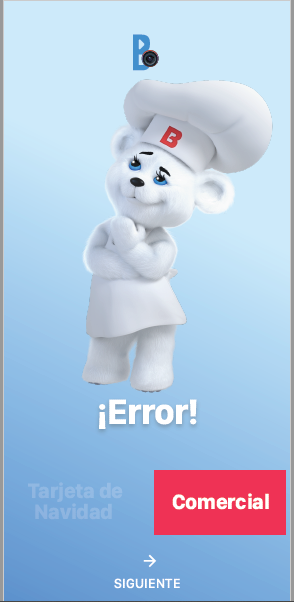 B
B
¡Error!
Tarjeta de
Navidad
Comercial
→
SIGUIENTE